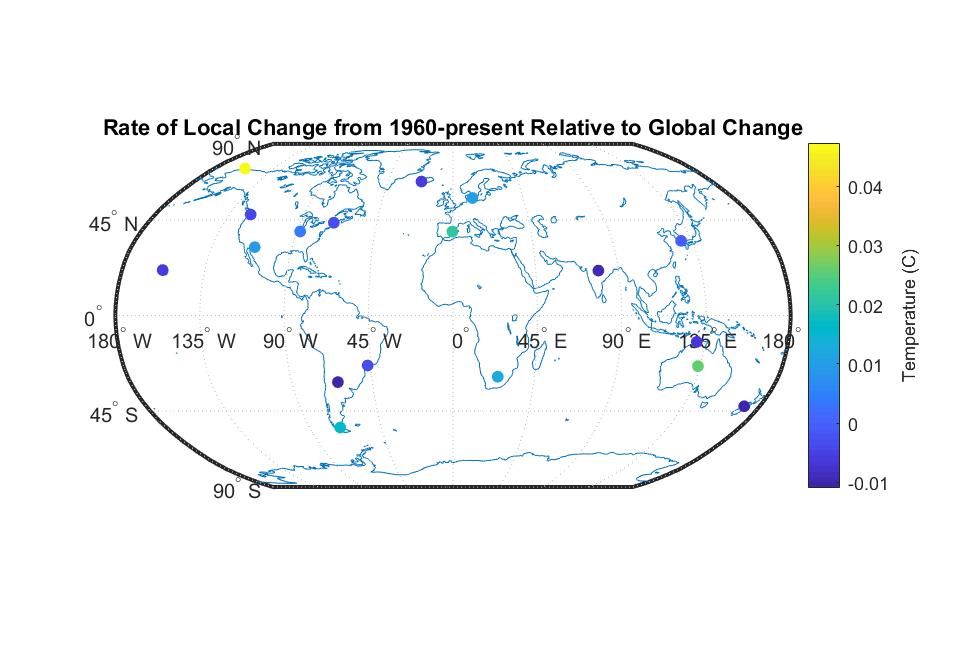 Rate of Local Change from 1960-present Relative to Global Change
90° N
45° N
0°
180° W 135° W 90° W 45° W 0° 45° E 90° E 135° E 180°
45° S
90° S
0.04
0.03
0.02
0.01
0
-0.01
Temperature (C)